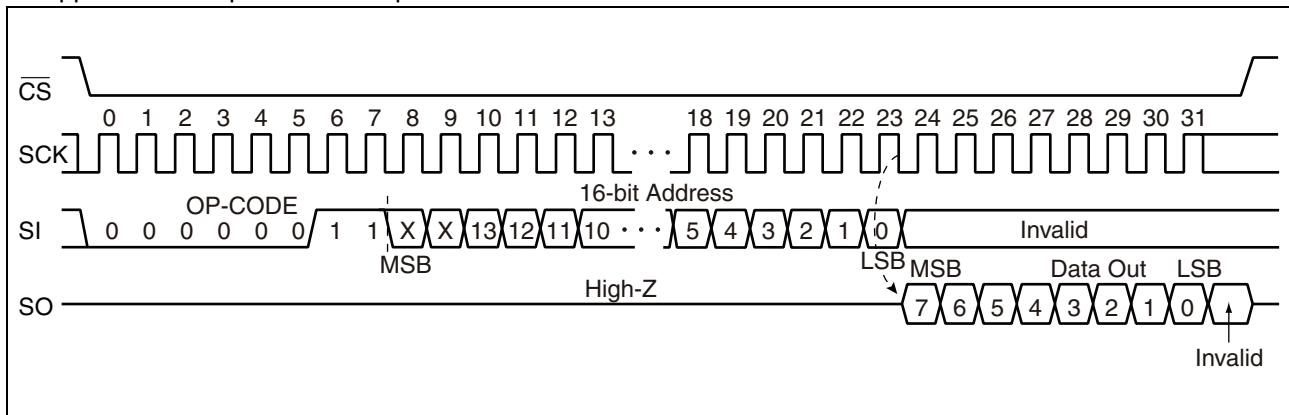 CS
0 1 2 3 4 5 6 7 8 9 10 11 12 13 18 19 20 21 22 23 24 25 26 27 28 29 30 31
SCK
· · ·
16-bit Address
OP-CODE
SI 0 0 0 0 0 0 1 1 X X 13 12 11 10 · · · 5 4 3 2 1 0 Invalid
MSB LSB MSB Data Out LSB
High-Z
SO 7 6 5 4 3 2 1 0
Invalid